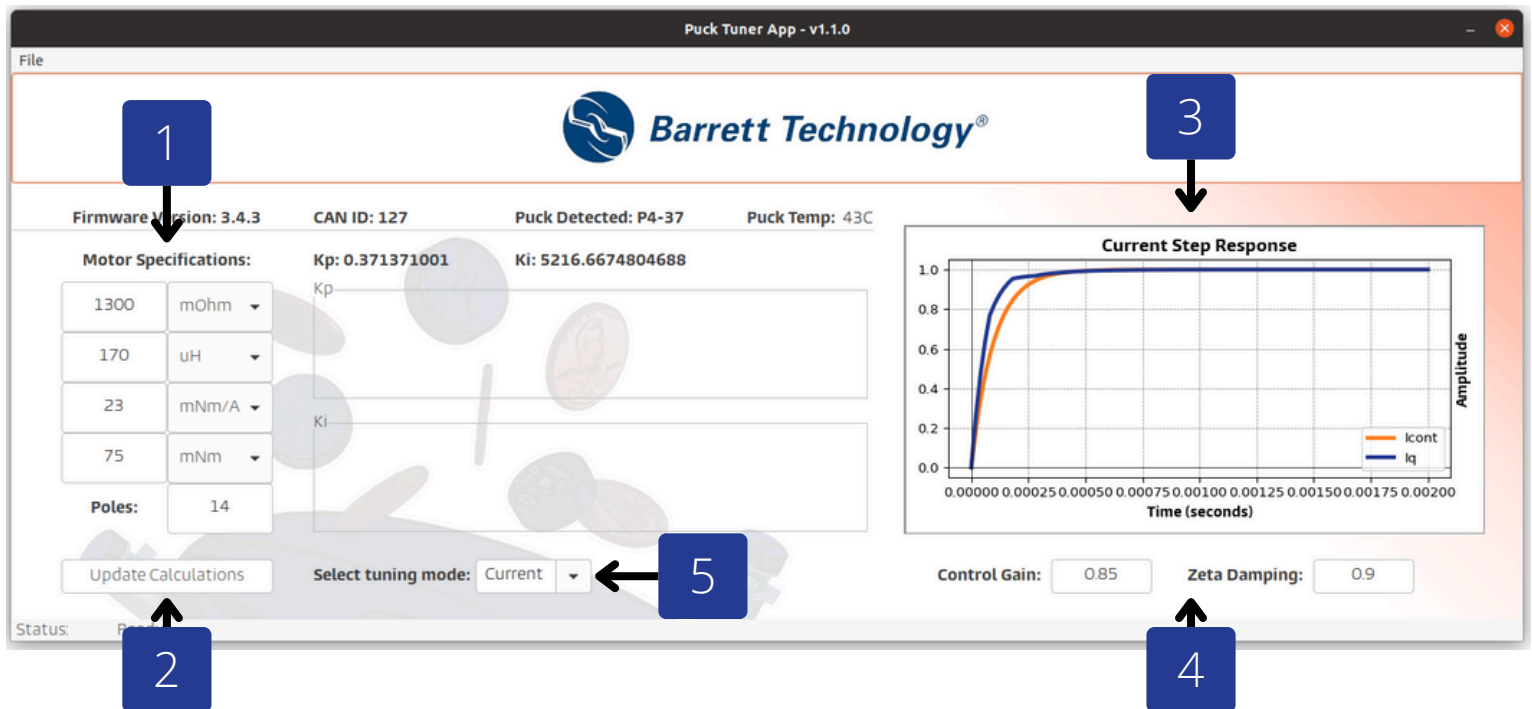 Puck Tuner App - v1.1.0
File
Barrett Technology®
1
3
Firmware Version: 3.4.3 CAN ID: 127 Puck Detected: P4-37 Puck Temp: 43C
Motor Specifications: Kp: 0.371371001 Ki: 5216.6674804688
Kp
1300 mOhm
170 uH
23 mNm/A
Ki
75 mNm
Poles: 14
Current Step Response
1.0
0.8
0.6
0.4
0.2
0.0
Amplitude
Icont
Iq
0.00000 0.00025 0.00050 0.00075 0.00100 0.00125 0.00150 0.00175 0.00200
Time (seconds)
Update Calculations Select tuning mode: Current 5 Control Gain: 0.85 Zeta Damping: 0.9
Status:
2
4